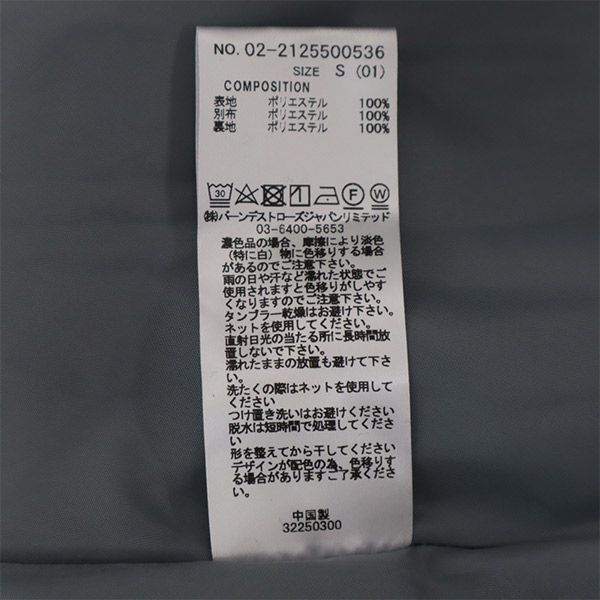 NO. 02-2125500536
SIZE S (01)
COMPOSITION
表地 ポリエステル 100%
別布 ポリエステル 100%
裏地 ポリエステル 100%
30 F W
㈱バーンデストローズジャパンリミテッド
03-6400-5653
濃色品の場合、摩擦により淡色
(特に白)物に色移りする場合
があるのでご注意下さい。
雨の日や汗など濡れた状態でご
使用されますと色移りがしやす
くなりますのでご注意下さい。
タンブラー乾燥はお避け下さい。
ネットを使用してください。
直射日光の当たる所に長時間放
置しないで下さい。
濡れたままの放置も避けて下さ
い。
洗たくの際はネットを使用して
ください
つけ置き洗いはお避けください
脱水は短時間で処理してくださ
い
形を整えてから干してください
デザインが配色の為、色移りす
る場合がありますご了承くださ
い。
中国製
32250300